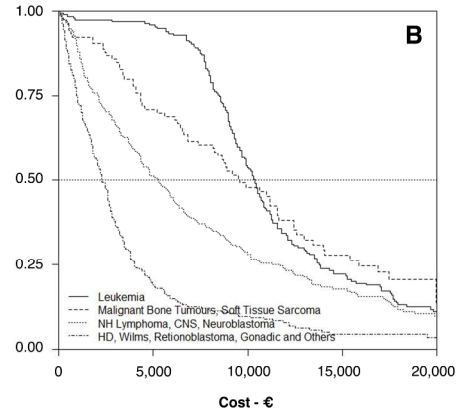 B
1.00
0.75
0.50
0.25
0.00
Leukemia
Malignant Bone Tumours, Soft Tissue Sarcoma
NH Lymphoma, CNS, Neuroblastoma
HD, Wilms, Retionoblastoma, Gonadic and Others
0 5,000 10,000 15,000 20,000
Cost - €